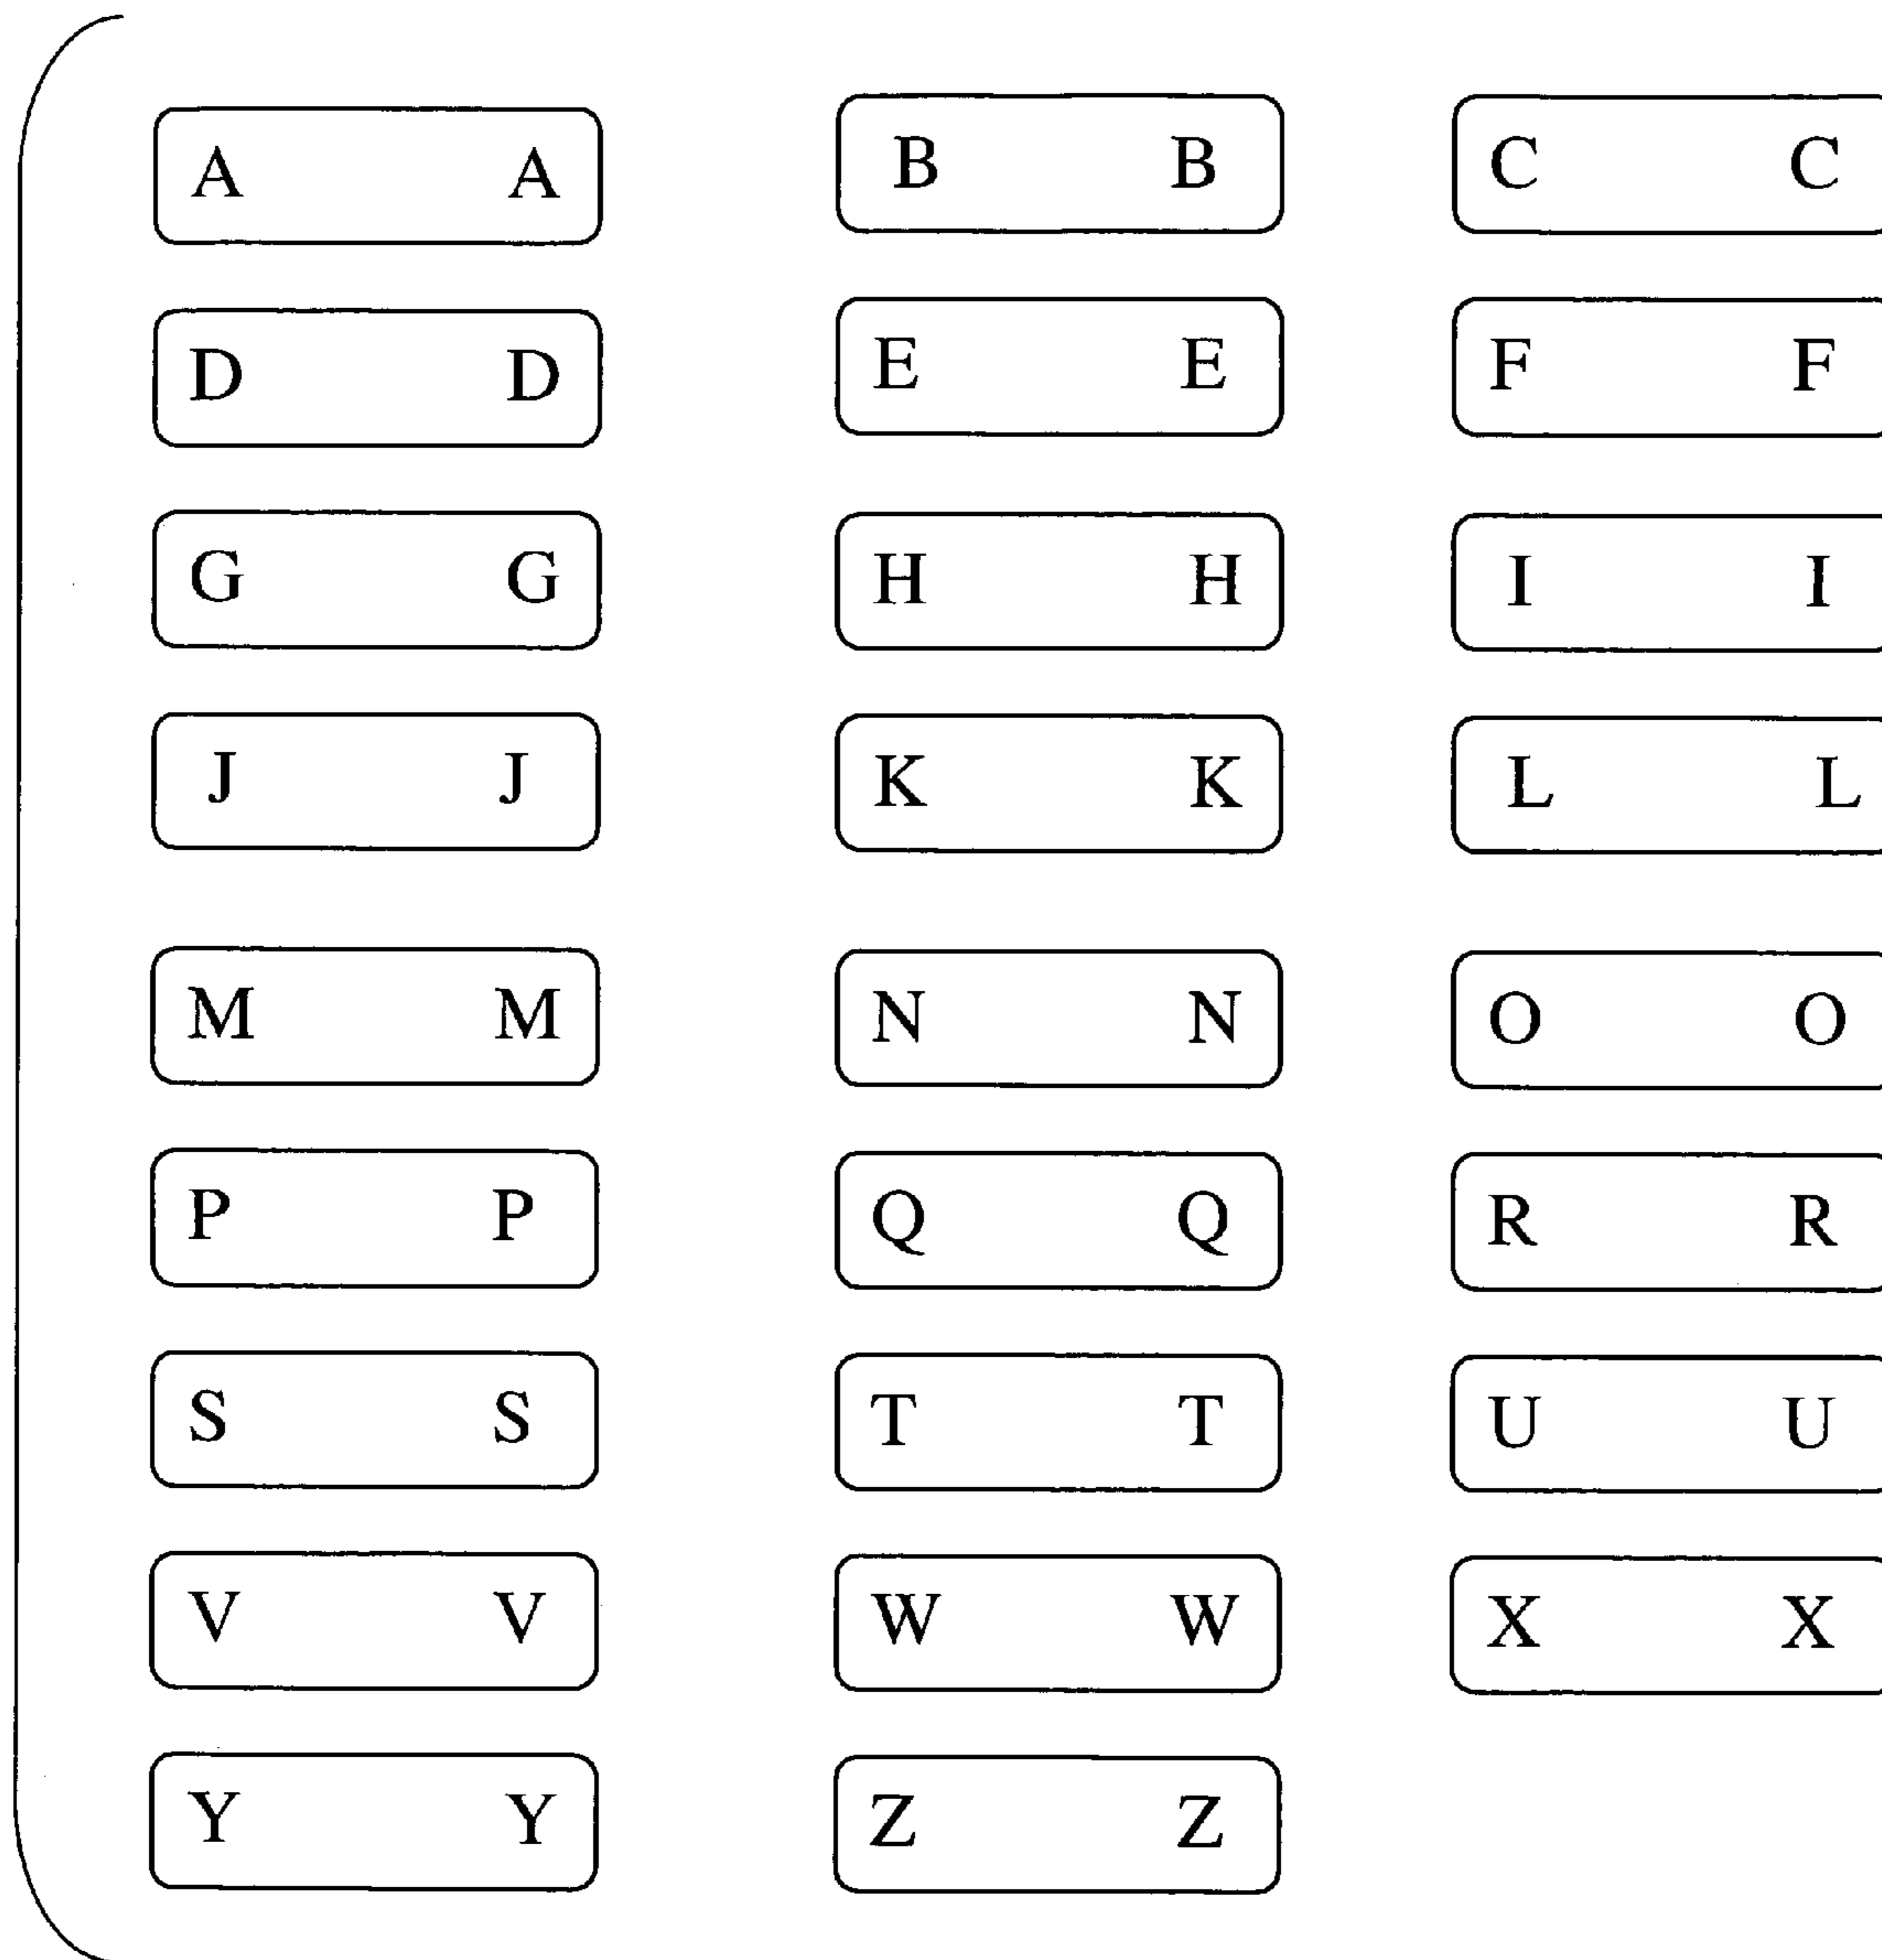 A A B B C C
D D E E F F
G G H H I I
J J K K L L
M M N N O O
P P Q Q R R
S S T T U U
V V W W X X
Y Y Z Z